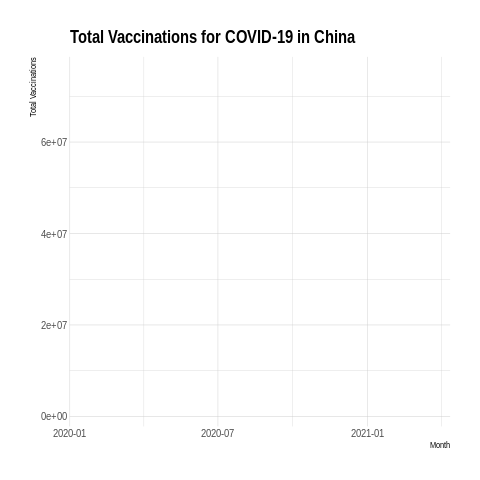 Total Vaccinations for COVID-19 in China
Total Vaccinations
6e+07
4e+07
2e+07
0e+00
2020-01
2020-07
2021-01
Month